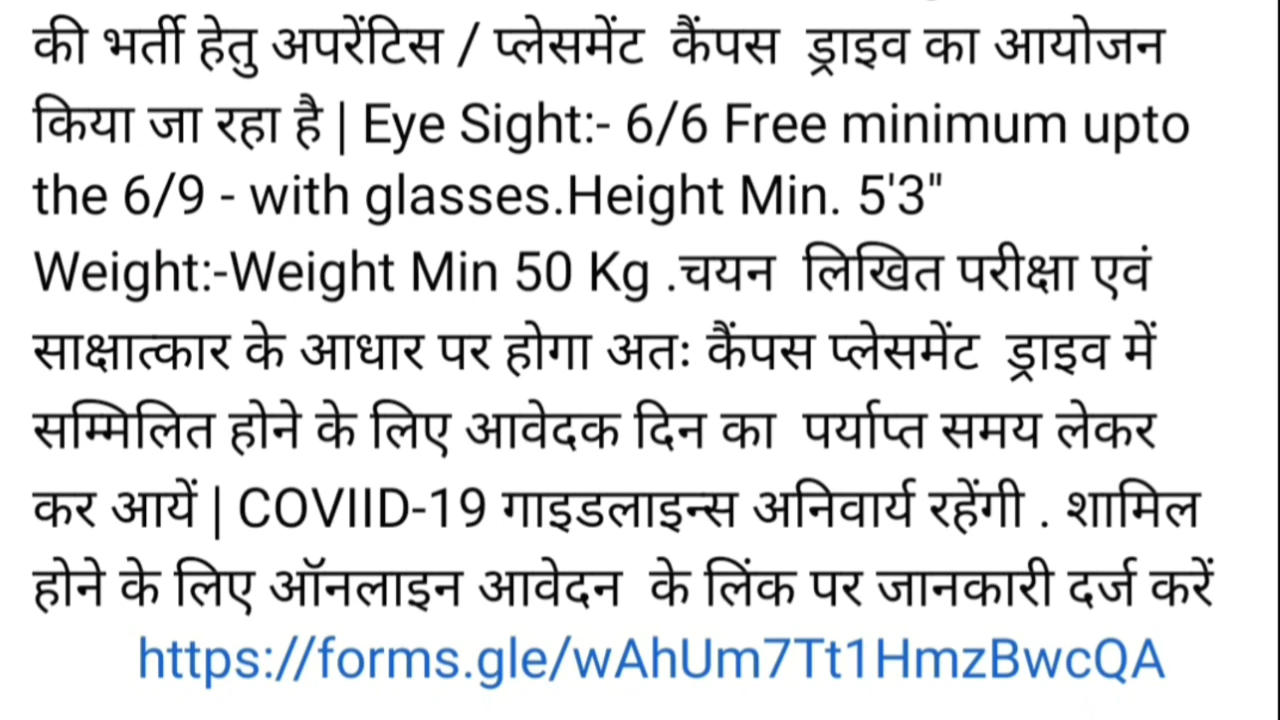 की भर्ती हेतु अपरेंटिस / प्लेसमेंट कैंपस ड्राइव का आयोजन
किया जा रहा है | Eye Sight:- 6/6 Free minimum upto
the 6/9 - with glasses.Height Min. 5'3"
Weight:-Weight Min 50 Kg .चयन लिखित परीक्षा एवं
साक्षात्कार के आधार पर होगा अतः कैंपस प्लेसमेंट ड्राइव में
सम्मिलित होने के लिए आवेदक दिन का पर्याप्त समय लेकर
कर आयें | COVIID-19 गाइडलाइन्स अनिवार्य रहेंगी . शामिल
होने के लिए ऑनलाइन आवेदन के लिंक पर जानकारी दर्ज करें
https://forms.gle/wAhUm7Tt1HmzBwcQA